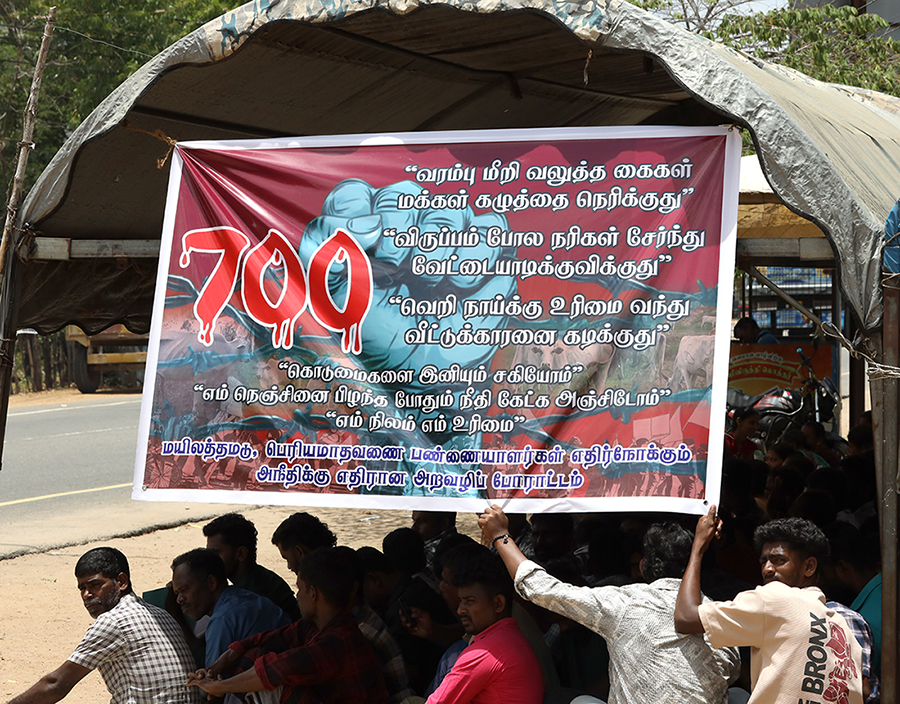 “வரம்பு மீறி வலுத்த கைகள்
மக்கள் கழுத்தை நெரிக்குது”
“விருப்பம் போல நரிகள் சேர்ந்து
வேட்டையாடிக்குவிக்குது”
700
“வெறி நாய்க்கு உரிமை வந்து
வீட்டுக்காரனை கடிக்குது”
“கொடுமைகளை இனியும் சகியோம்”
“எம் நெஞ்சினை பிழந்த போதும் நீதி கேட்க அஞ்சிடோம்”
“எம் நிலம் எம் உரிமை”
மயிலத்தமடு, பெரியமாதவணை பண்ணையாளர்கள் எதிர்நோக்கும்
அநீதிக்கு எதிரான அறவழிப் போராட்டம்
BRONX